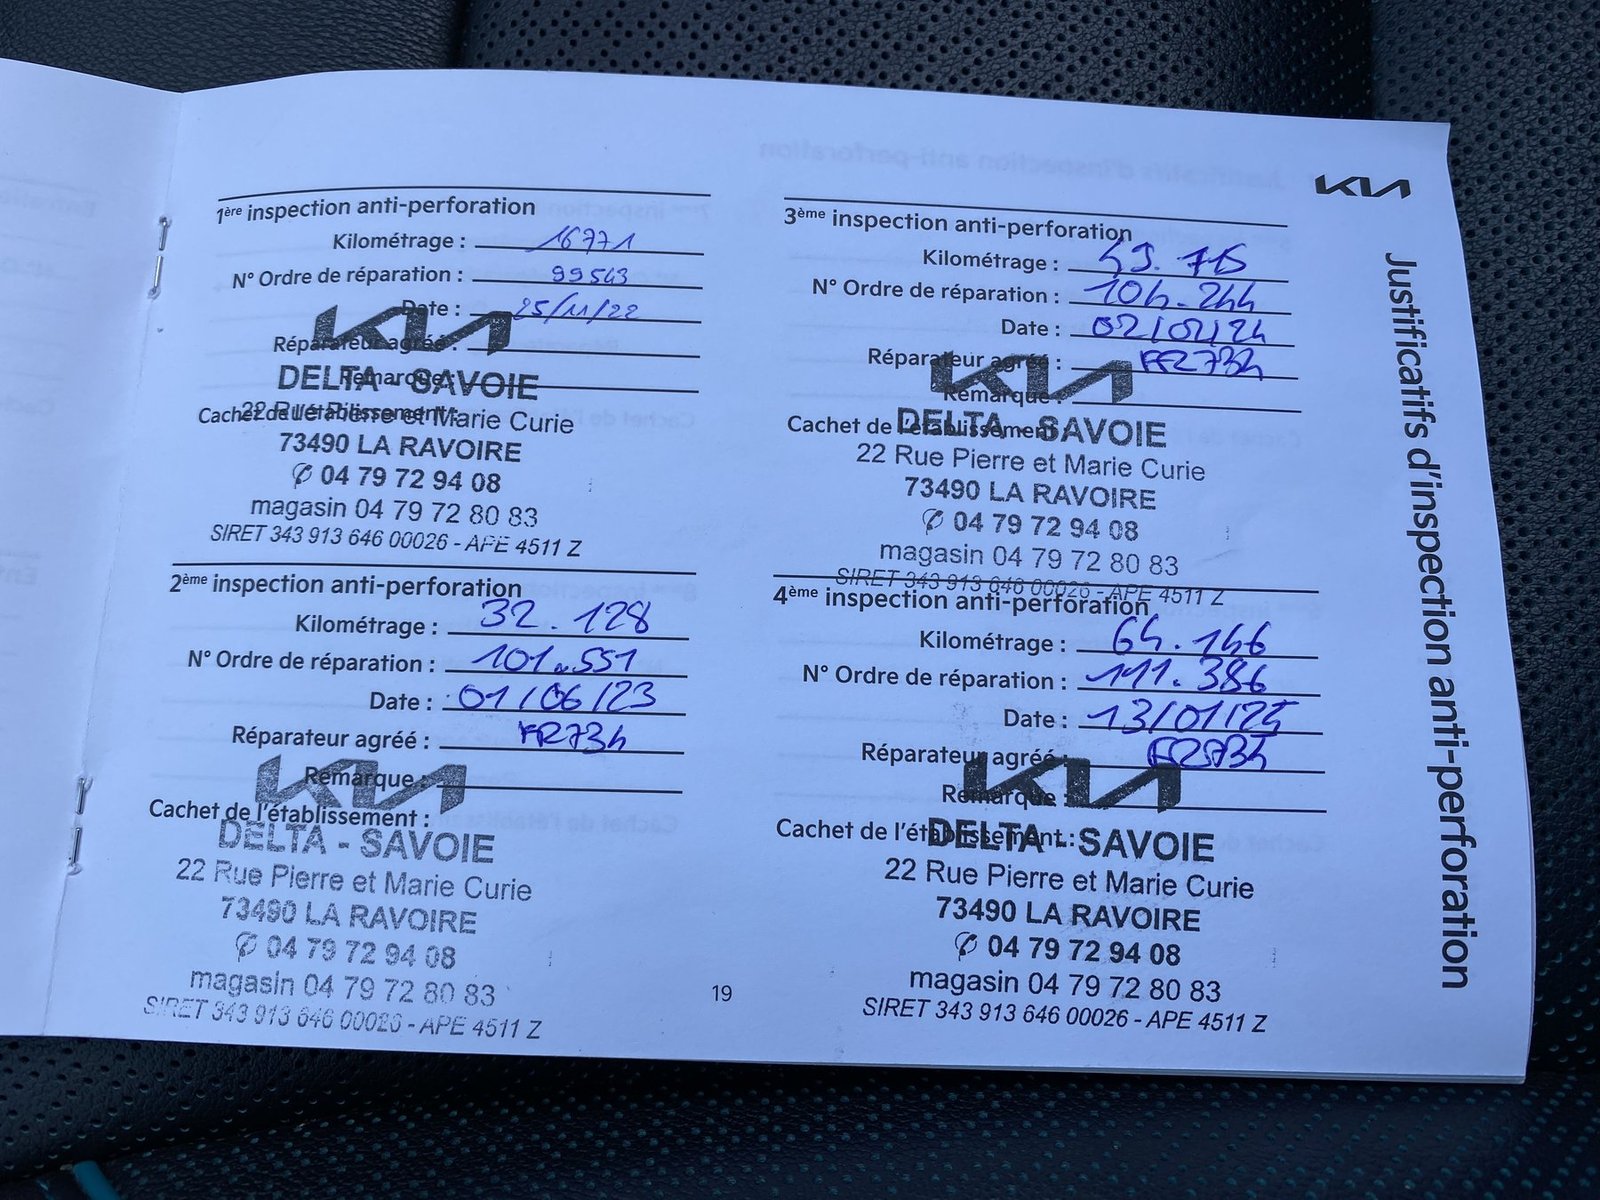 KIA
Justificatifs d'inspection anti-perforation
1ère inspection anti-perforation
Kilométrage : 16771
N° Ordre de réparation : 99543
Date : 25/11/22
Réparateur agréé :
Remarque :
Cachet de l'établissement :
KIA
DELTA - SAVOIE
22 Rue Pierre et Marie Curie
73490 LA RAVOIRE
✆ 04 79 72 94 08
magasin 04 79 72 80 83
SIRET 343 913 646 00026 - APE 4511 Z
2ème inspection anti-perforation
Kilométrage : 32.128
N° Ordre de réparation : 101.551
Date : 01/06/23
Réparateur agréé : FR734
Remarque :
Cachet de l'établissement :
KIA
DELTA - SAVOIE
22 Rue Pierre et Marie Curie
73490 LA RAVOIRE
✆ 04 79 72 94 08
magasin 04 79 72 80 83
SIRET 343 913 646 00026 - APE 4511 Z
3ème inspection anti-perforation
Kilométrage :
N° Ordre de réparation : 104.244
Date : 02/02/24
Réparateur agréé : FR734
Remarque :
Cachet de l'établissement :
KIA
DELTA - SAVOIE
22 Rue Pierre et Marie Curie
73490 LA RAVOIRE
✆ 04 79 72 94 08
magasin 04 79 72 80 83
SIRET 343 913 646 00026 - APE 4511 Z
4ème inspection anti-perforation
Kilométrage : 64.146
N° Ordre de réparation : 111.386
Date : 13/01/25
Réparateur agréé : FR734
Remarque :
Cachet de l'établissement :
KIA
DELTA - SAVOIE
22 Rue Pierre et Marie Curie
73490 LA RAVOIRE
✆ 04 79 72 94 08
magasin 04 79 72 80 83
SIRET 343 913 646 00026 - APE 4511 Z
19